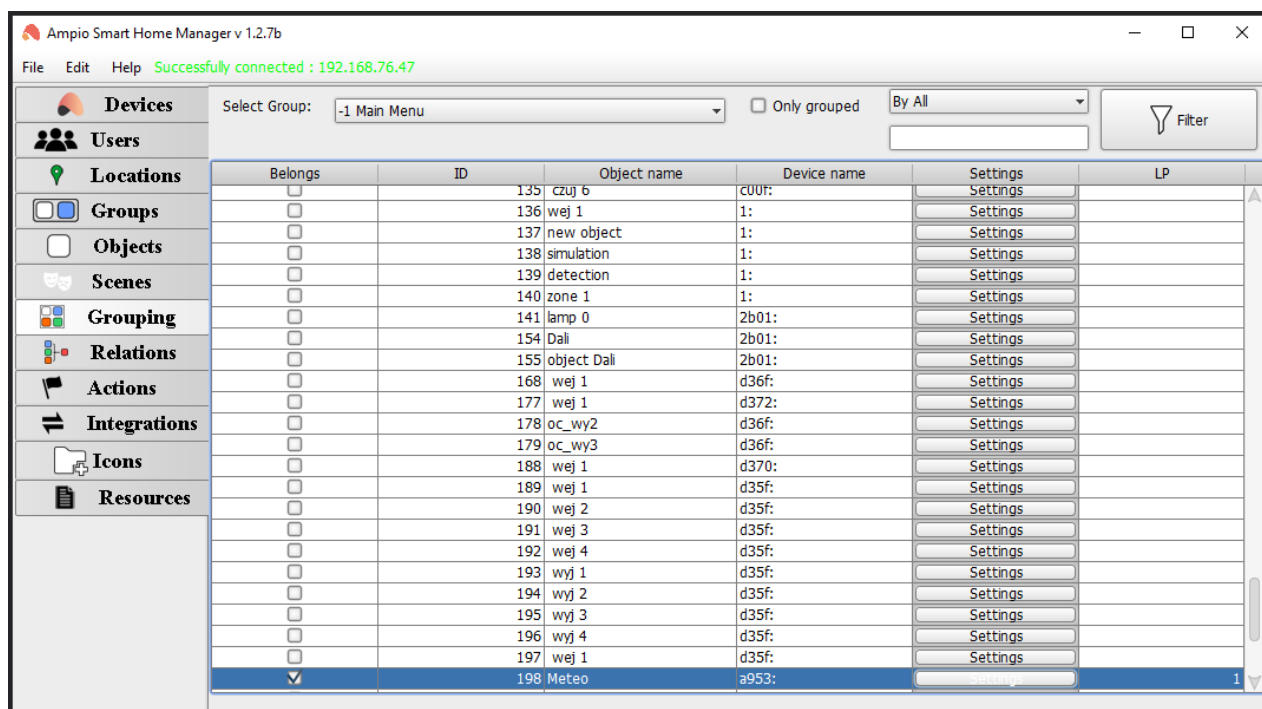 Ampio Smart Home Manager v 1.2.7b
File Edit Help Successfully connected : 192.168.76.47
Devices
Users
Locations
Groups
Objects
Scenes
Grouping
Relations
Actions
Integrations
Icons
Resources
Select Group: -1 Main Menu Only grouped By All Filter
Belongs ID Object name Device name Settings LP
135 czuj 6 c00f: Settings
136 wej 1 1: Settings
137 new object 1: Settings
138 simulation 1: Settings
139 detection 1: Settings
140 zone 1 1: Settings
141 lamp 0 2b01: Settings
154 Dali 2b01: Settings
155 object Dali 2b01: Settings
168 wej 1 d36f: Settings
177 wej 1 d372: Settings
178 oc_wy2 d36f: Settings
179 oc_wy3 d36f: Settings
188 wej 1 d370: Settings
189 wej 1 d35f: Settings
190 wej 2 d35f: Settings
191 wej 3 d35f: Settings
192 wej 4 d35f: Settings
193 wyj 1 d35f: Settings
194 wyj 2 d35f: Settings
195 wyj 3 d35f: Settings
196 wyj 4 d35f: Settings
197 wej 1 d35f: Settings
198 Meteo a953: Settings 1